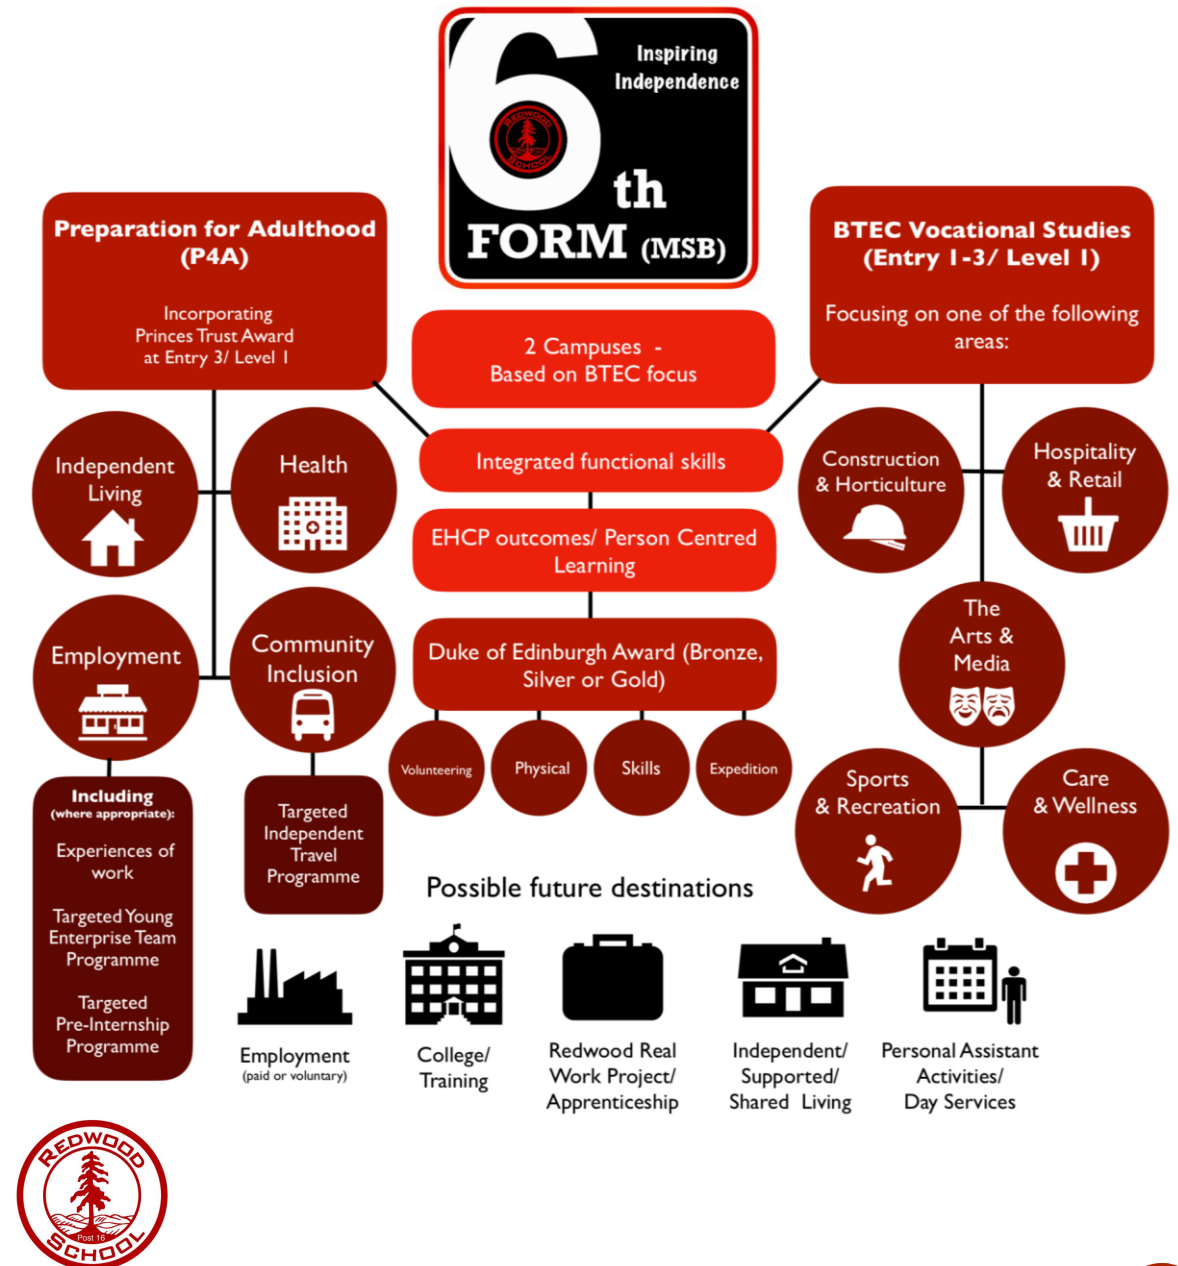 Inspiring
Independence
6
REDWOOD
SCHOOL
th
FORM (MSB)
Preparation for Adulthood
(P4A)
Incorporating
Princes Trust Award
at Entry 3/ Level 1
2 Campuses -
Based on BTEC focus
BTEC Vocational Studies
(Entry 1-3/ Level 1)
Focusing on one of the following
areas:
Independent
Living
Health
Employment
Community
Inclusion
Including
(where appropriate):
Experiences of
work
Targeted Young
Enterprise Team
Programme
Targeted
Pre-Internship
Programme
Targeted
Independent
Travel
Programme
Integrated functional skills
EHCP outcomes/ Person Centred
Learning
Duke of Edinburgh Award (Bronze,
Silver or Gold)
Volunteering
Physical
Skills
Expedition
Construction
& Horticulture
Hospitality
& Retail
The
Arts &
Media
Sports
& Recreation
Care
& Wellness
Possible future destinations
Employment
(paid or voluntary)
College/
Training
Redwood Real
Work Project/
Apprenticeship
Independent/
Supported/
Shared Living
Personal Assistant
Activities/
Day Services
REDWOOD
Post 16
SCHOOL